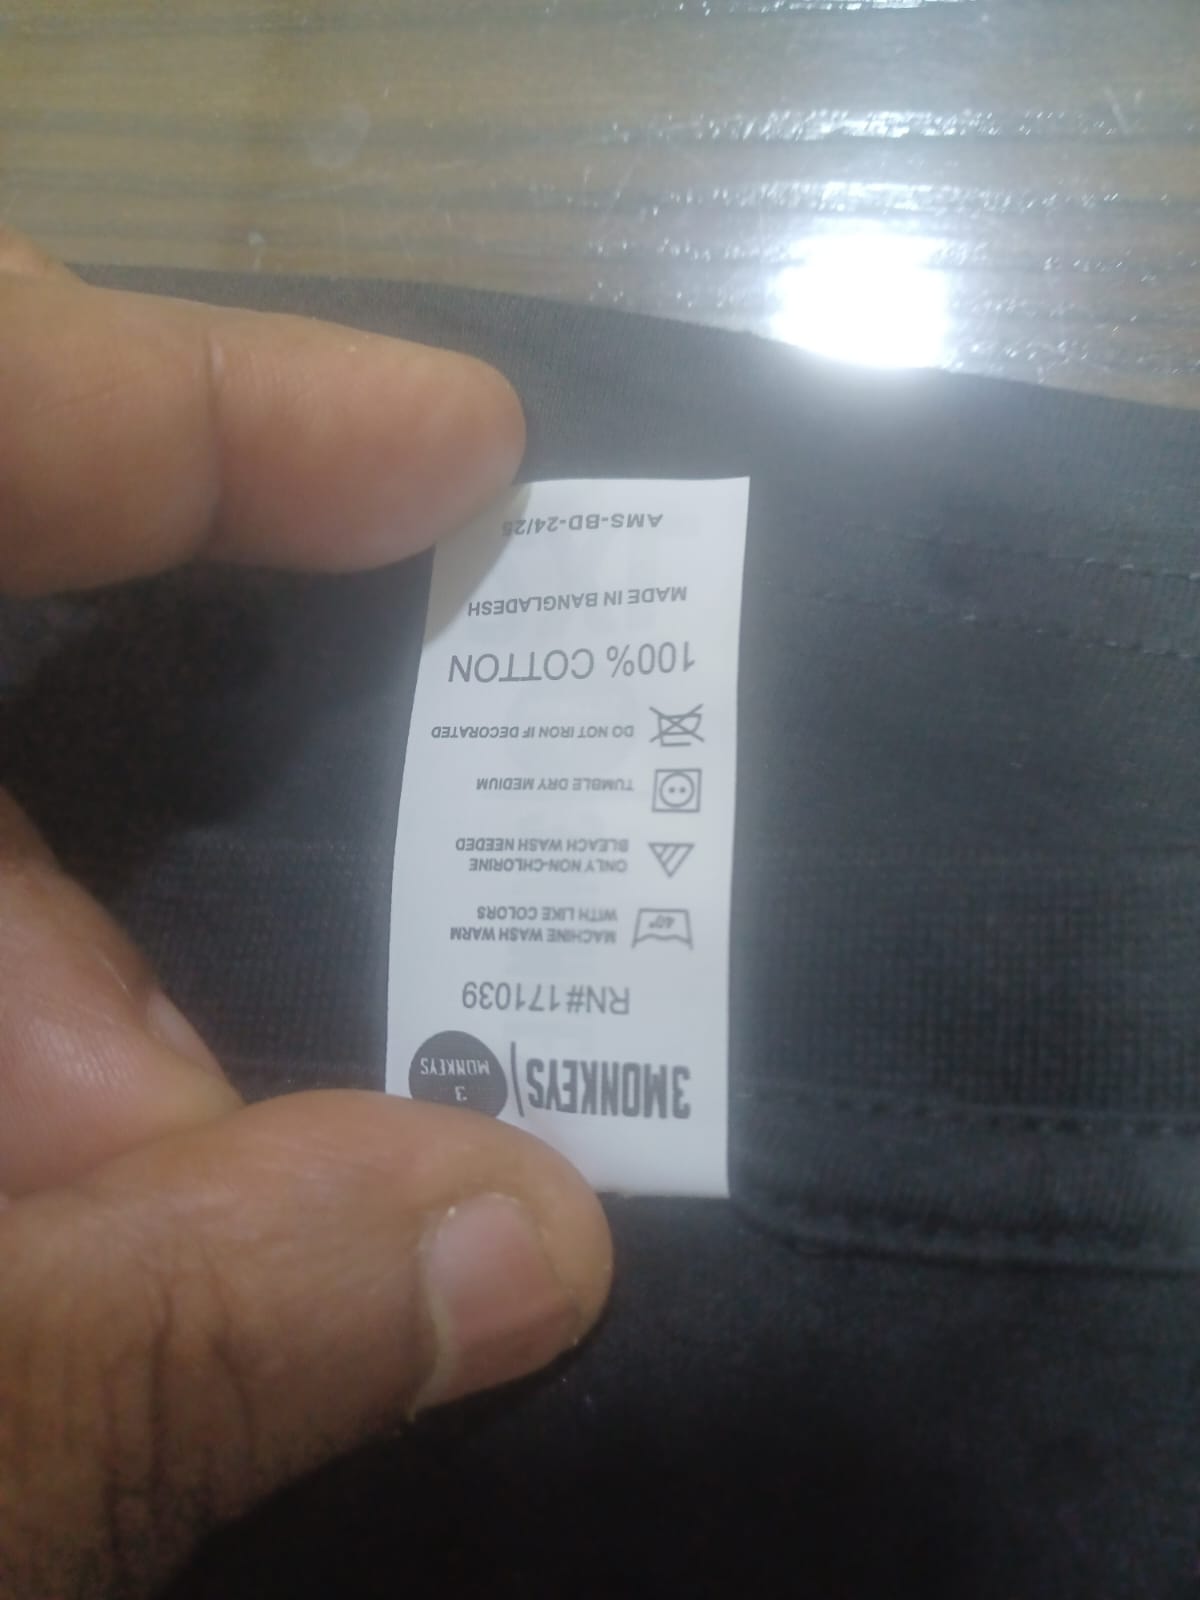 3MONKEYS
3
MONKEYS
RN#171039
40°
MACHINE WASH WARM
WITH LIKE COLORS
ONLY NON-CHLORINE
BLEACH WASH NEEDED
TUMBLE DRY MEDIUM
DO NOT IRON IF DECORATED
100% COTTON
MADE IN BANGLADESH
AMS-BD-24/25